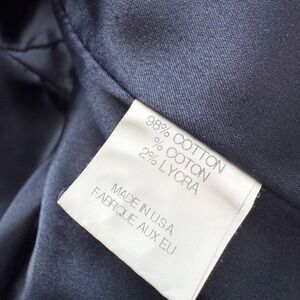 98% COTTON
% COTON
2% LYCRA
MADE IN U.S.A
FABRIQUE AUX EU